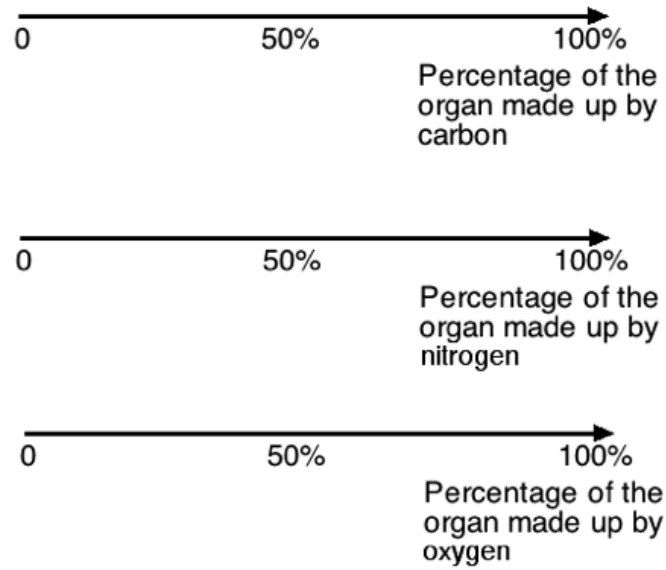 0 50% 100%
Percentage of the
organ made up by
carbon
0 50% 100%
Percentage of the
organ made up by
nitrogen
0 50% 100%
Percentage of the
organ made up by
oxygen